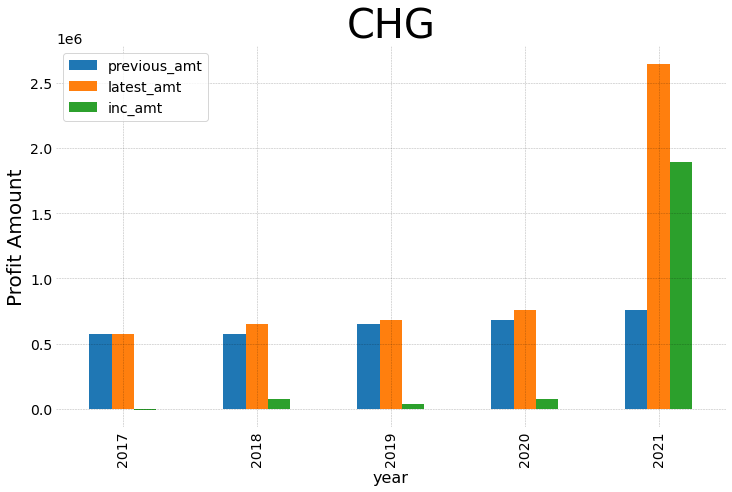 CHG
1e6
previous_amt
latest_amt
inc_amt
Profit Amount
2.5
2.0
1.5
1.0
0.5
0.0
2017
2018
2019
2020
2021
year